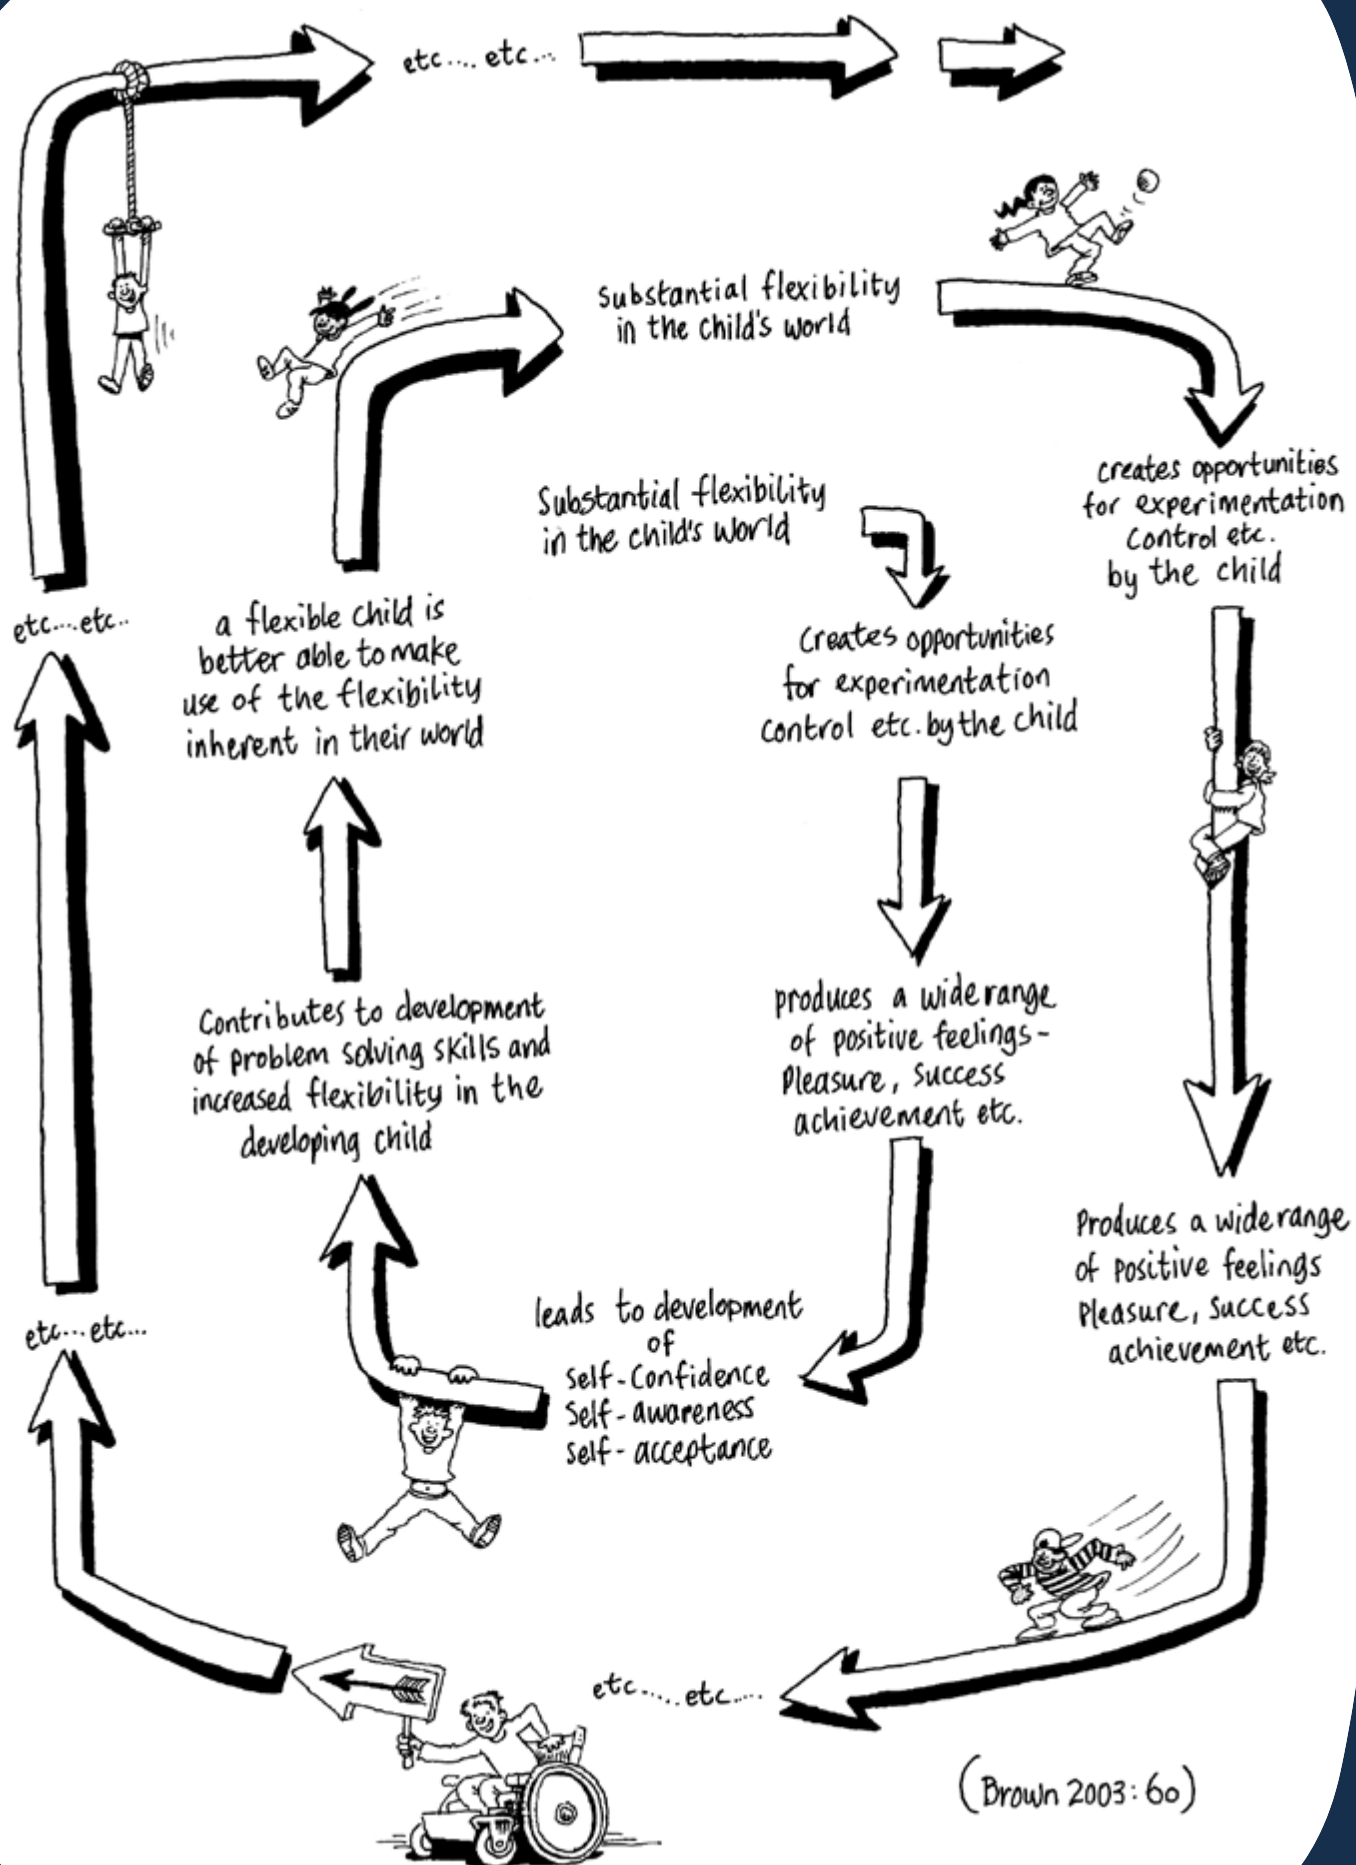 etc.... etc...
Substantial flexibility
in the child's world
Creates opportunities
for experimentation
control etc. by the child
produces a wide range
of positive feelings-
Pleasure, success
achievement etc.
leads to development
of
self-confidence
self-awareness
self-acceptance
Contributes to development
of problem solving skills and
increased flexibility in the
developing child
a flexible child is
better able to make
use of the flexibility
inherent in their world
Substantial flexibility
in the child's world
creates opportunities
for experimentation
control etc.
by the child
Produces a wide range
of positive feelings
Pleasure, success
achievement etc.
etc.... etc....
etc...etc...
etc...etc..
(Brown 2003: 60)